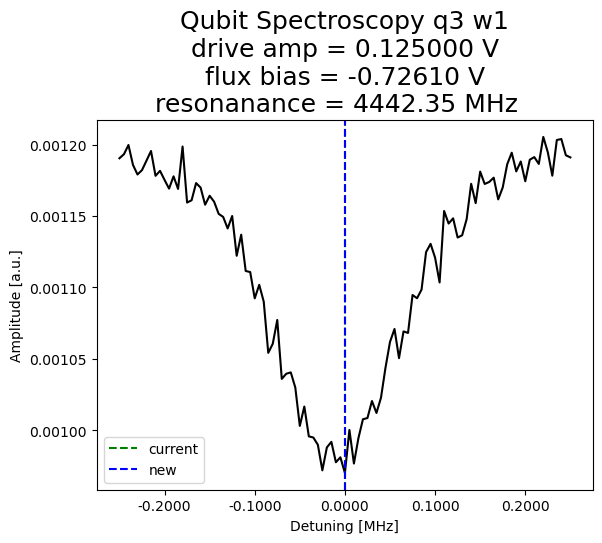 Qubit Spectroscopy q3 w1
drive amp = 0.125000 V
flux bias = -0.72610 V
resonanance = 4442.35 MHz
0.00120
0.00115
0.00110
0.00105
0.00100
Amplitude [a.u.]
current
new
-0.2000 -0.1000 0.0000 0.1000 0.2000
Detuning [MHz]